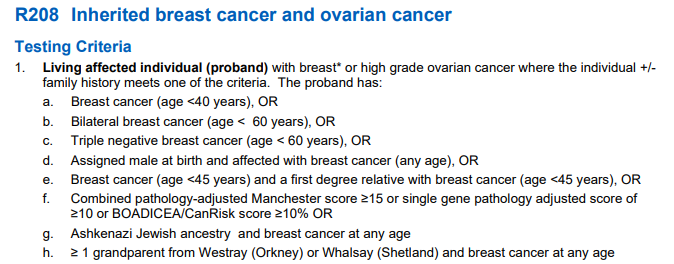 R208 Inherited breast cancer and ovarian cancer
Testing Criteria
1. Living affected individual (proband) with breast* or high grade ovarian cancer where the individual +/-
family history meets one of the criteria. The proband has:
a. Breast cancer (age <40 years), OR
b. Bilateral breast cancer (age < 60 years), OR
c. Triple negative breast cancer (age < 60 years), OR
d. Assigned male at birth and affected with breast cancer (any age), OR
e. Breast cancer (age <45 years) and a first degree relative with breast cancer (age <45 years), OR
f. Combined pathology-adjusted Manchester score ≥15 or single gene pathology adjusted score of
≥10 or BOADICEA/CanRisk score ≥10% OR
g. Ashkenazi Jewish ancestry and breast cancer at any age
h. ≥ 1 grandparent from Westray (Orkney) or Whalsay (Shetland) and breast cancer at any age